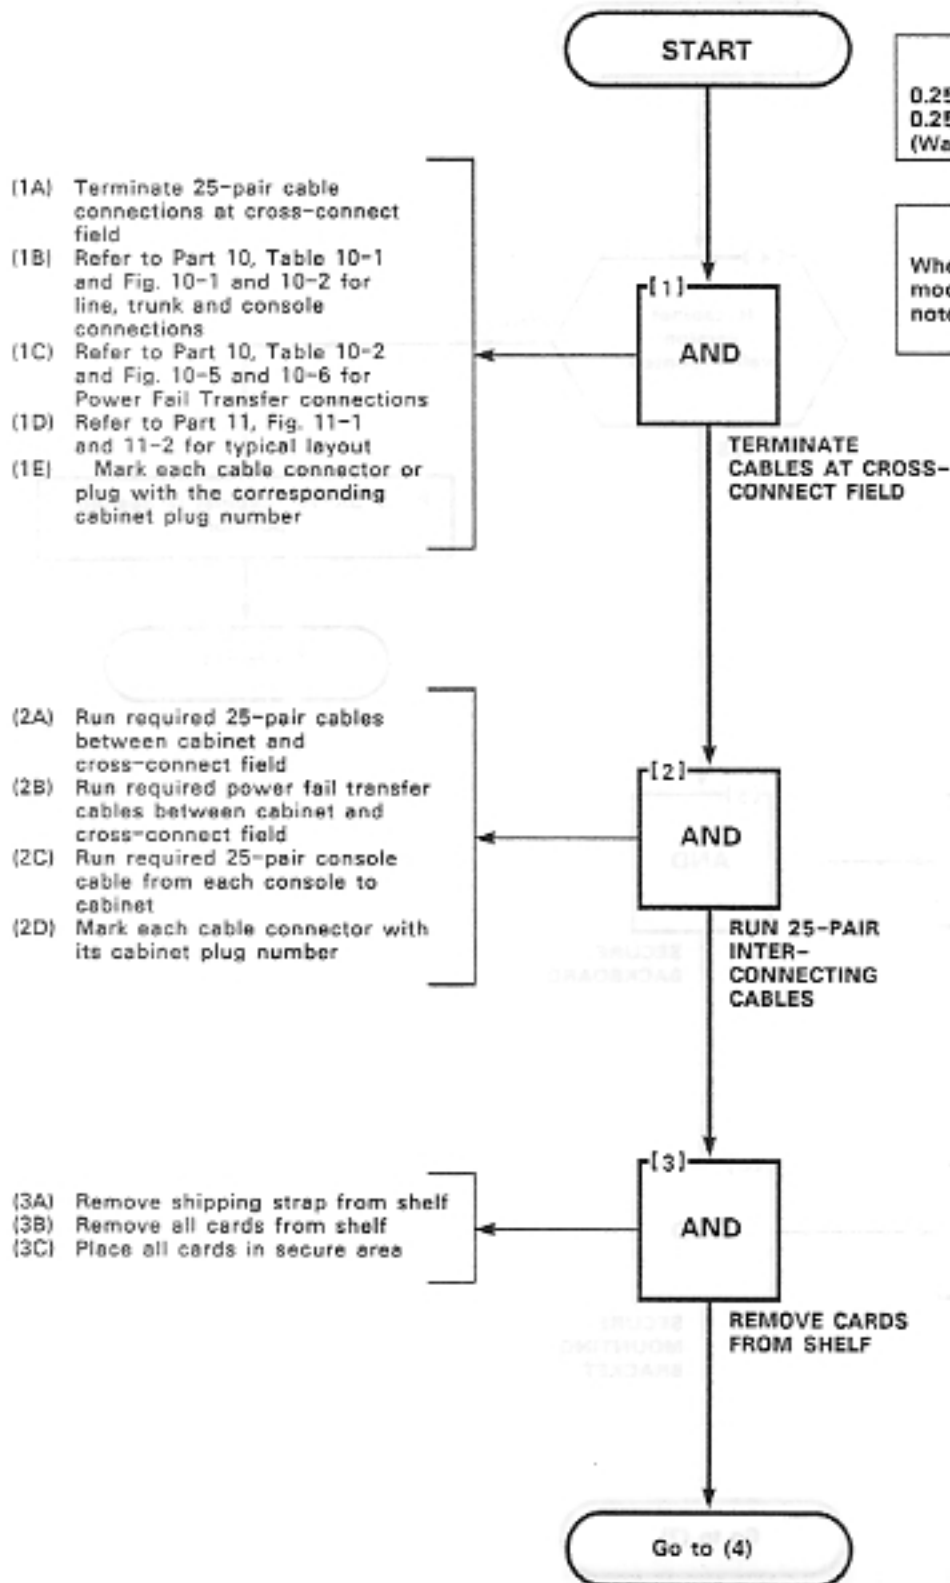 START
0.25
0.25
(Wa
(1A) Terminate 25-pair cable
connections at cross-connect
field
(1B) Refer to Part 10, Table 10-1
and Fig. 10-1 and 10-2 for
line, trunk and console
connections
(1C) Refer to Part 10, Table 10-2
and Fig. 10-5 and 10-6 for
Power Fail Transfer connections
(1D) Refer to Part 11, Fig. 11-1
and 11-2 for typical layout
(1E) Mark each cable connector or
plug with the corresponding
cabinet plug number
[1]
AND
Whe
mod
note
TERMINATE
CABLES AT CROSS-
CONNECT FIELD
(2A) Run required 25-pair cables
between cabinet and
cross-connect field
(2B) Run required power fail transfer
cables between cabinet and
cross-connect field
(2C) Run required 25-pair console
cable from each console to
cabinet
(2D) Mark each cable connector with
its cabinet plug number
[2]
AND
RUN 25-PAIR
INTER-
CONNECTING
CABLES
(3A) Remove shipping strap from shelf
(3B) Remove all cards from shelf
(3C) Place all cards in secure area
[3]
AND
REMOVE CARDS
FROM SHELF
Go to (4)